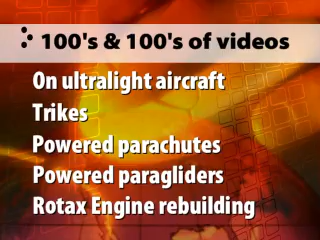 100's & 100's of videos
On ultralight aircraft
Trikes
Powered parachutes
Powered paragliders
Rotax Engine rebuilding